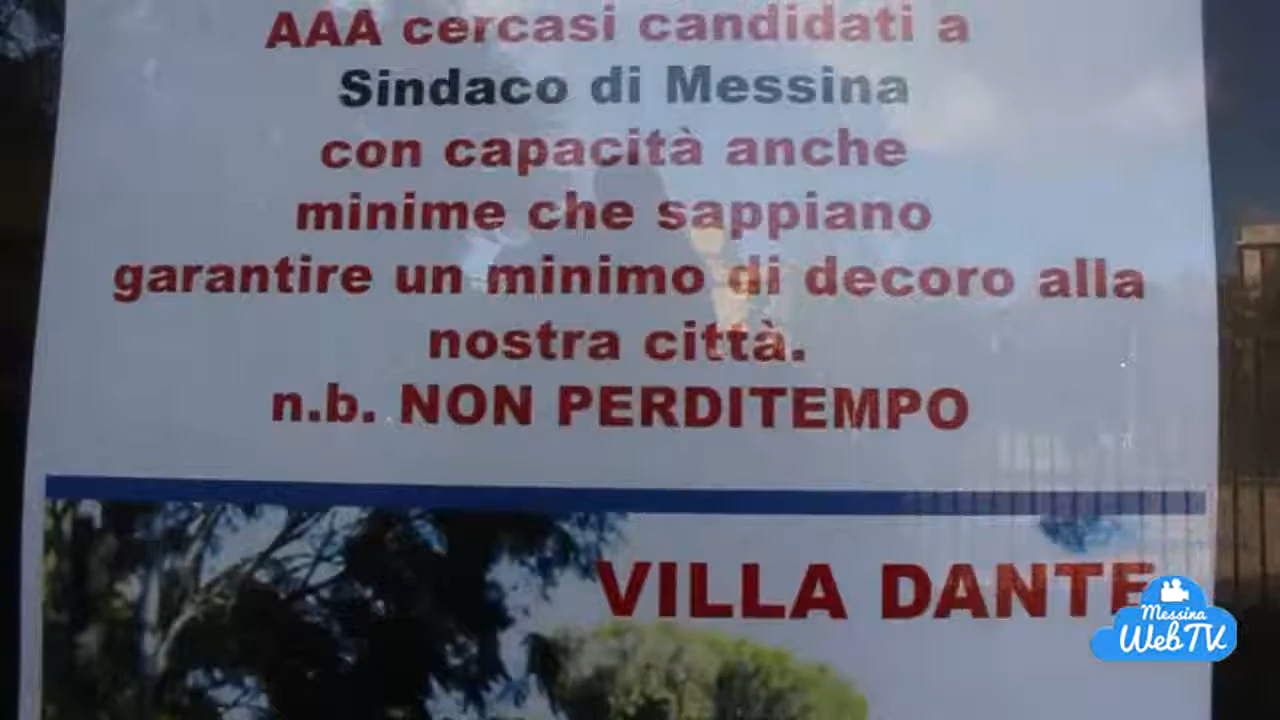 AAA cercasi candidati a
Sindaco di Messina
con capacità anche
minime che sappiano
garantire un minimo di decoro alla
nostra città.
n.b. NON PERDITEMPO
VILLA DANTE
Messina
WebTV